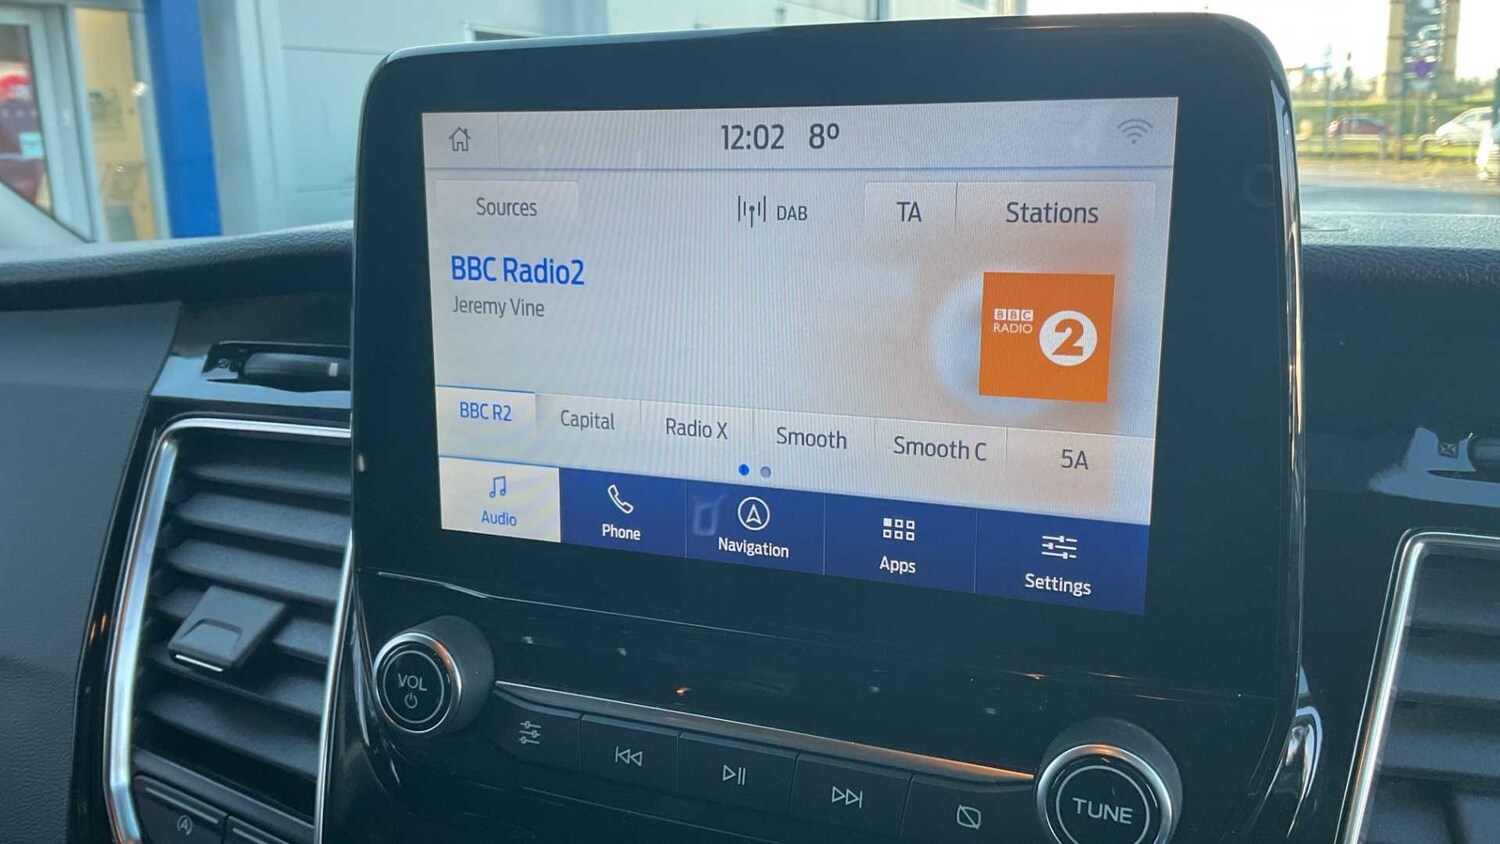 12:02 8º
Sources
DAB
TA
Stations
BBC Radio2
Jeremy Vine
BBC
RADIO
2
BBC R2
Capital
Radio X
Smooth
Smooth C
5A
Audio
Phone
Navigation
Apps
Settings
VOL
TUNE